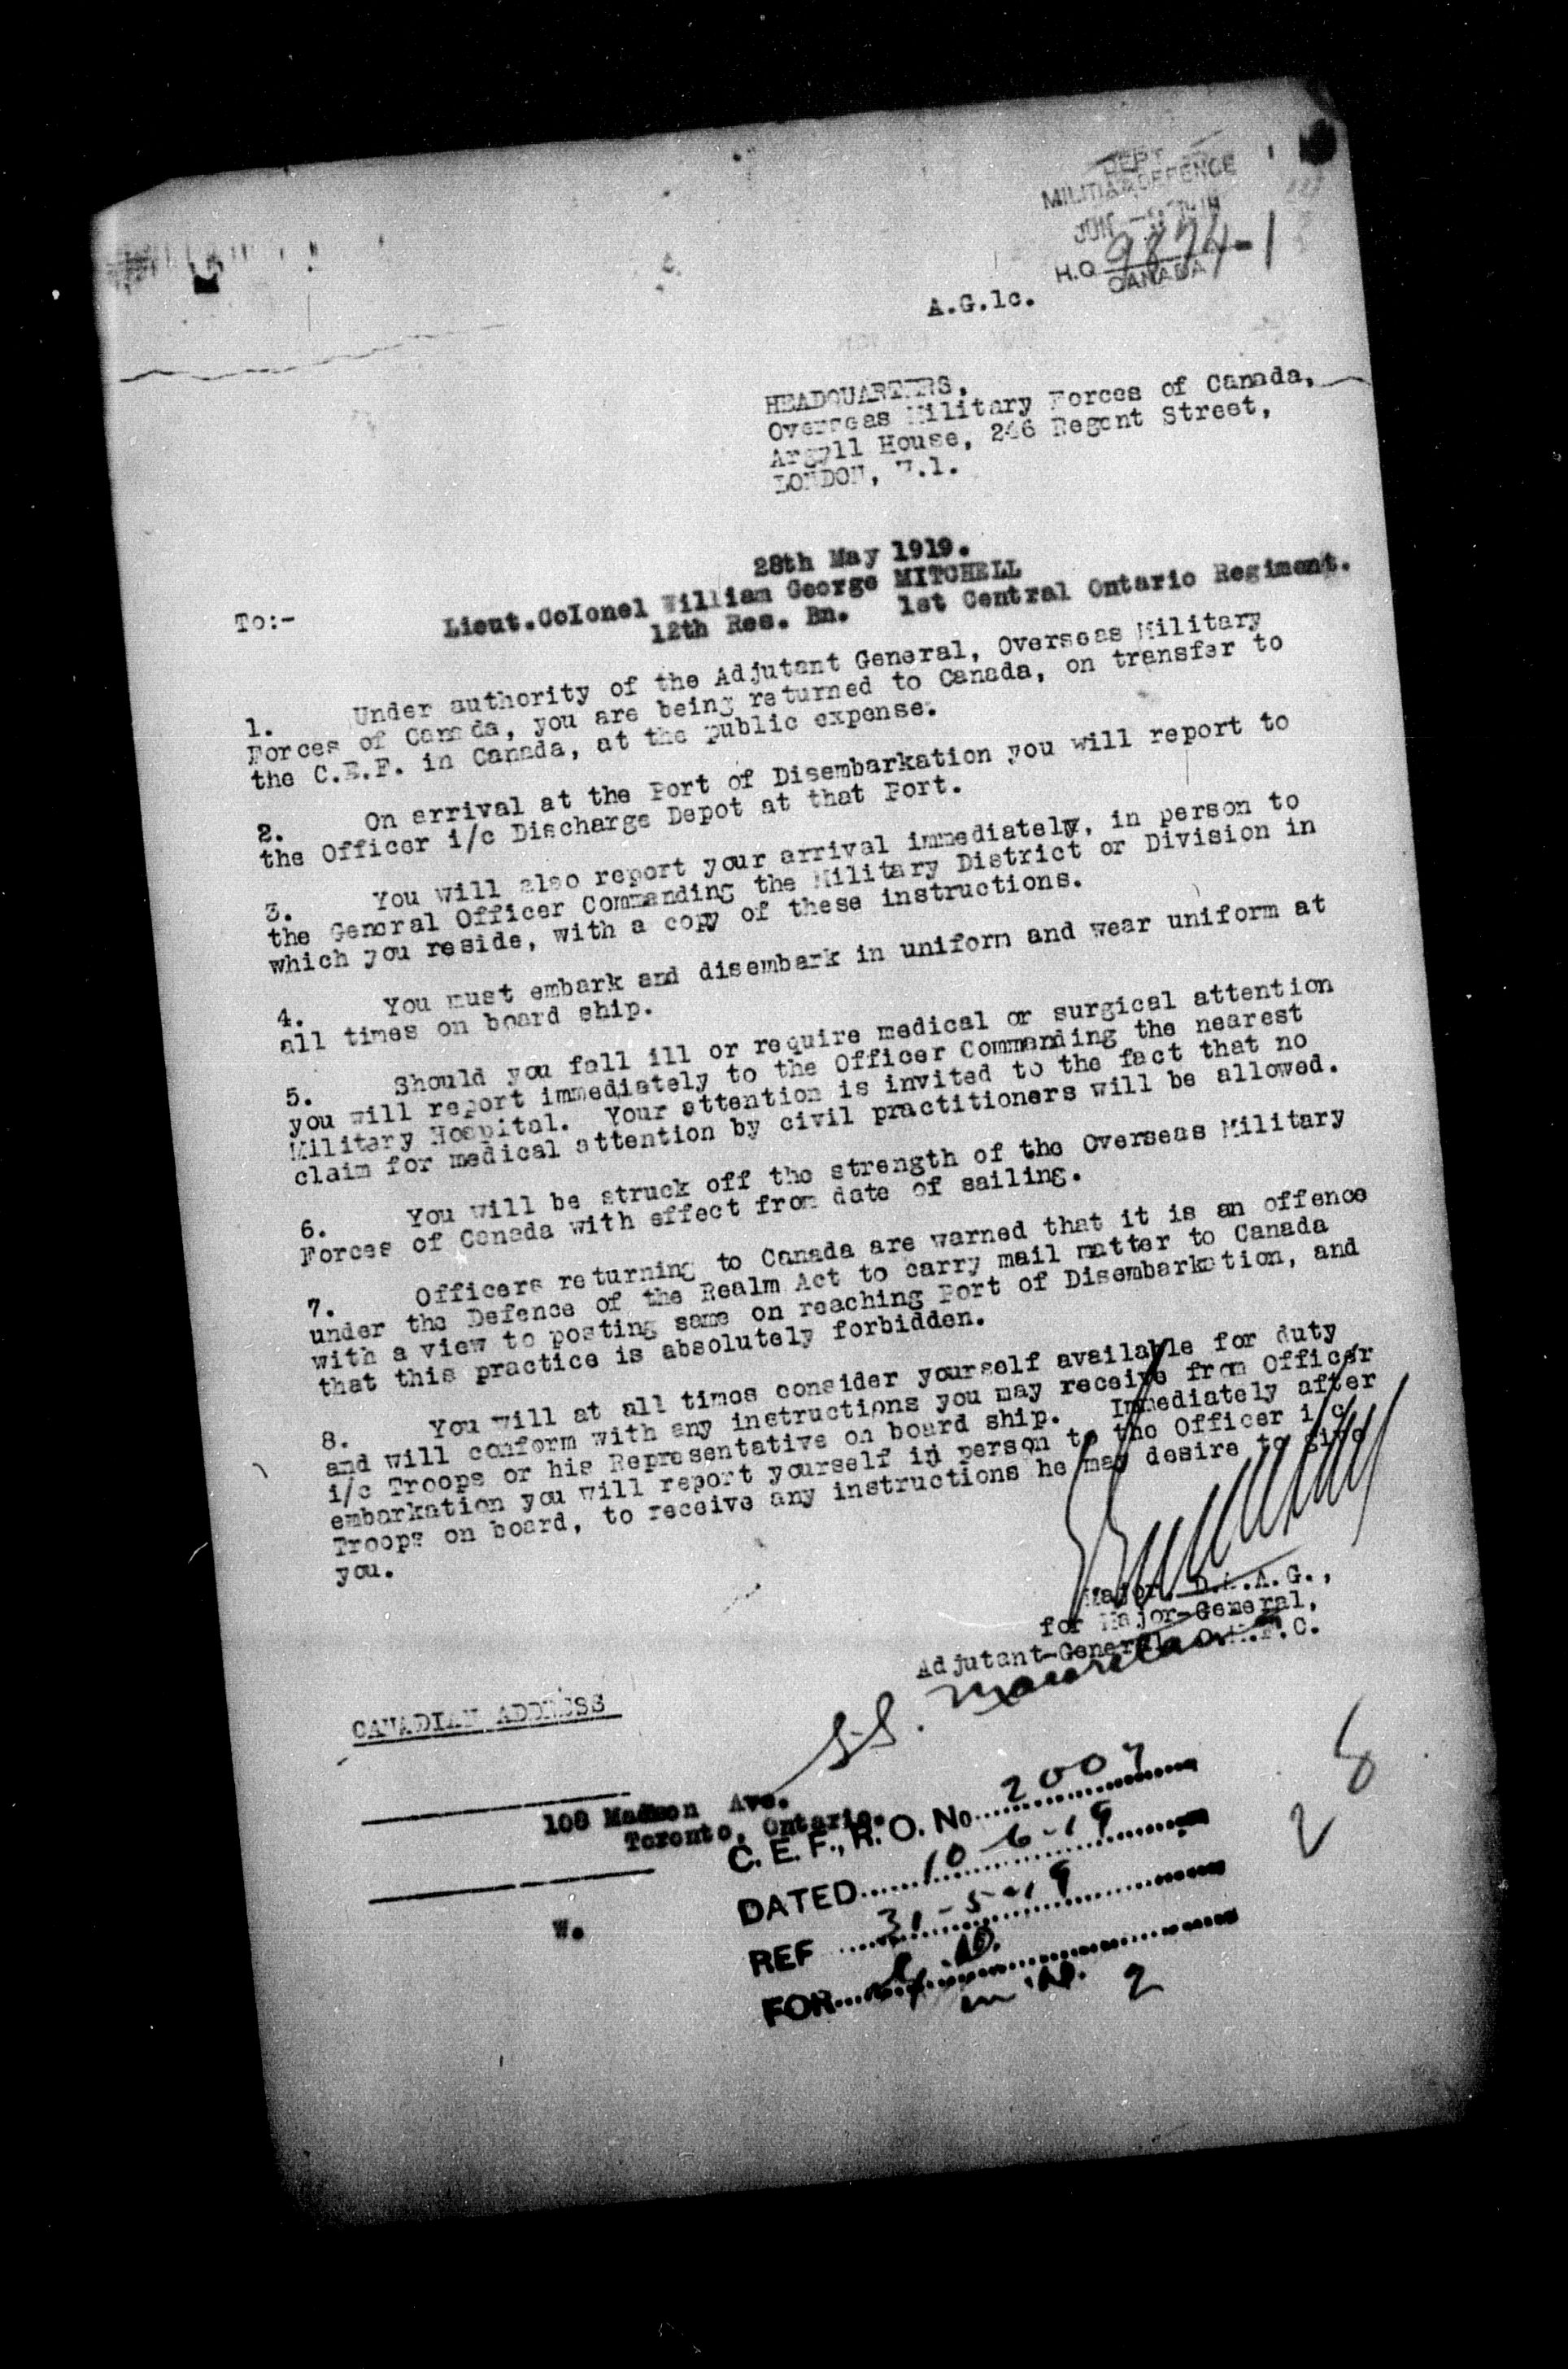 DEPT
MILITIA & DEFENCE
JUN
H.Q. 9874-1
CANADA
A.G.1c.
HEADQUARTERS,
Overseas Military Forces of Canada,
Argyll House, 246 Regent Street,
LONDON, W.1.
28th May 1919.
To:- Lieut.Colonel William George MITCHELL
12th Res. Bn. 1st Central Ontario Regiment.
1. Under authority of the Adjutant General, Overseas Military
Forces of Canada, you are being returned to Canada, on transfer to
the C.E.F. in Canada, at the public expense.
2. On arrival at the Port of Disembarkation you will report to
the Officer i/c Discharge Depot at that Port.
3. You will also report your arrival immediately, in person to
the General Officer Commanding the Military District or Division in
which you reside, with a copy of these instructions.
4. You must embark and disembark in uniform and wear uniform at
all times on board ship.
5. Should you fall ill or require medical or surgical attention
you will report immediately to the Officer Commanding the nearest
Military Hospital. Your attention is invited to the fact that no
claim for medical attention by civil practitioners will be allowed.
6. You will be struck off the strength of the Overseas Military
Forces of Canada with effect from date of sailing.
7. Officers returning to Canada are warned that it is an offence
under the Defence of the Realm Act to carry mail matter to Canada
with a view to posting same on reaching Port of Disembarkation, and
that this practice is absolutely forbidden.
8. You will at all times consider yourself available for duty
and will conform with any instructions you may receive from Officer
i/c Troops or his Representative on board ship. Immediately after
embarkation you will report yourself in person to the Officer i/c
Troops on board, to receive any instructions he may desire to give
you.
Major, D.A.A.G.,
for Major-General,
Adjutant-General, O.M.F.C.
S.S. Mauretania
CANADIAN ADDRESS
108 Madson Ave.
Toronto, Ontario.
C. E. F., R. O. No 2007
DATED 10-6-19
REF 31-5-19
FOR D.D.
M.D. 2
W.
8
2